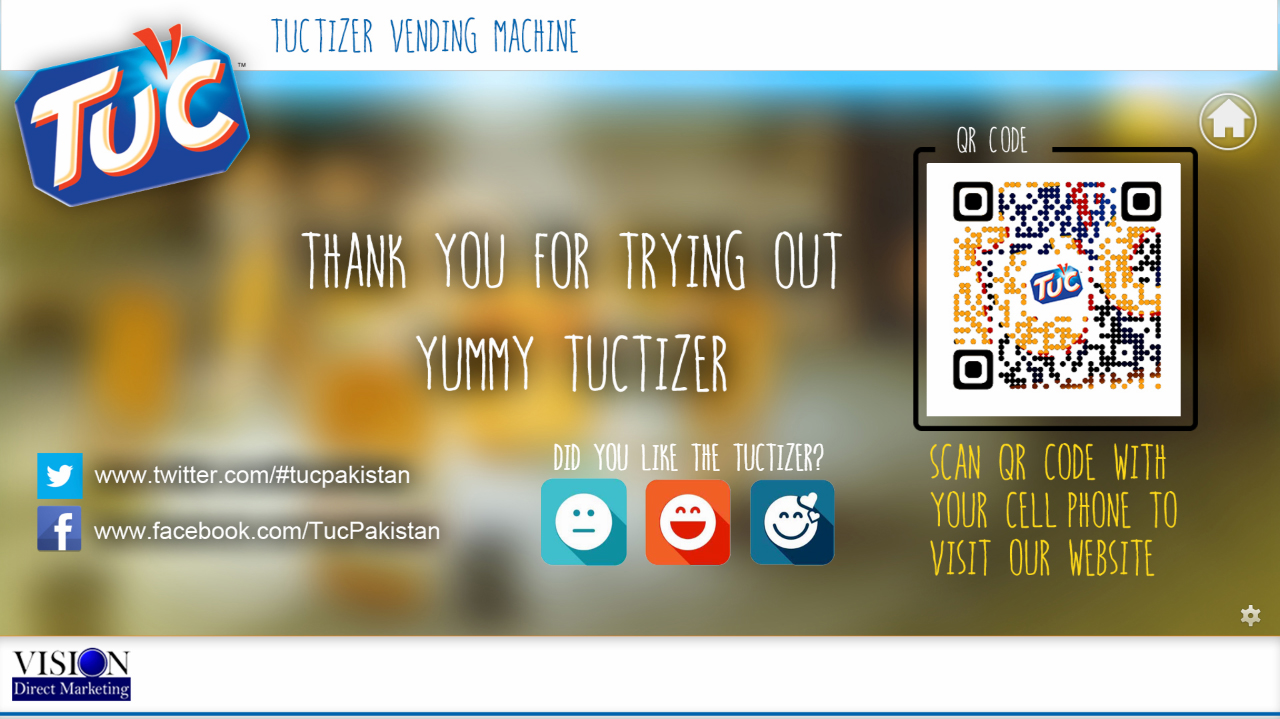 TUCTIZER VENDING MACHINE
TUC™
QR CODE
TUC
THANK YOU FOR TRYING OUT
YUMMY TUCTIZER
DID YOU LIKE THE TUCTIZER?
www.twitter.com/#tucpakistan
www.facebook.com/TucPakistan
SCAN QR CODE WITH
YOUR CELL PHONE TO
VISIT OUR WEBSITE
VISION
Direct Marketing